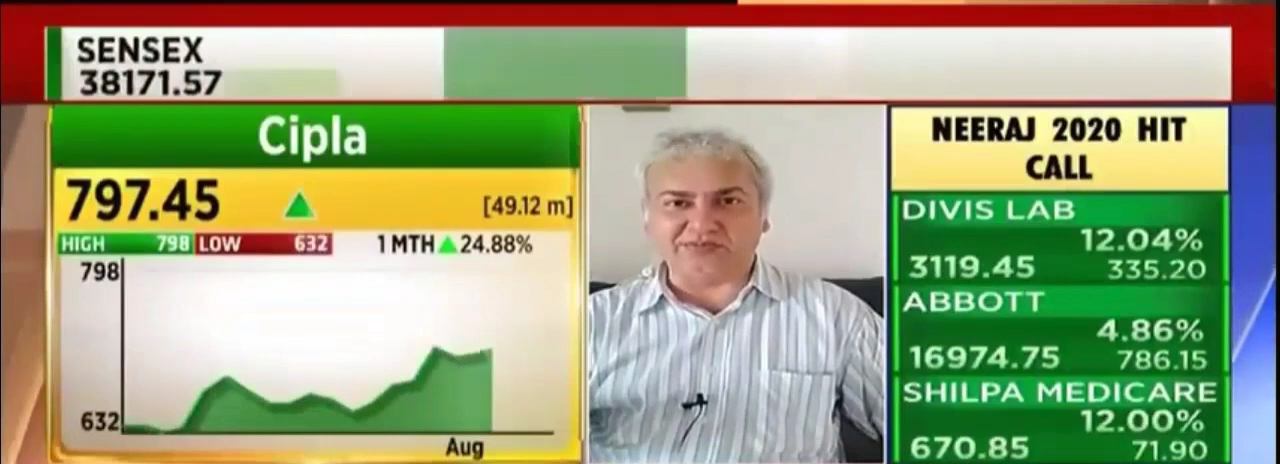 SENSEX
38171.57
Cipla
797.45 [49.12 m]
HIGH 798 LOW 632 1 MTH 24.88%
798
632
Aug
NEERAJ 2020 HIT
CALL
DIVIS LAB
12.04%
3119.45 335.20
ABBOTT
4.86%
16974.75 786.15
SHILPA MEDICARE
12.00%
670.85 71.90